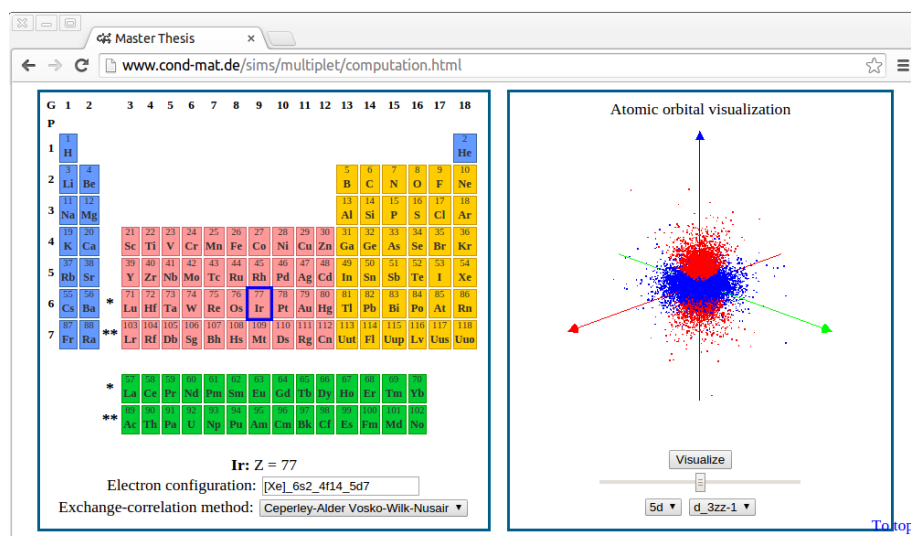 Master Thesis ×
www.cond-mat.de/sims/multiplet/computation.html
G 1 2 3 4 5 6 7 8 9 10 11 12 13 14 15 16 17 18
P
1 2
1 H He
3 4 5 6 7 8 9 10
2 Li Be B C N O F Ne
11 12 13 14 15 16 17 18
3 Na Mg Al Si P S Cl Ar
19 20 21 22 23 24 25 26 27 28 29 30 31 32 33 34 35 36
4 K Ca Sc Ti V Cr Mn Fe Co Ni Cu Zn Ga Ge As Se Br Kr
37 38 39 40 41 42 43 44 45 46 47 48 49 50 51 52 53 54
5 Rb Sr Y Zr Nb Mo Tc Ru Rh Pd Ag Cd In Sn Sb Te I Xe
55 56 71 72 73 74 75 76 77 78 79 80 81 82 83 84 85 86
6 Cs Ba * Lu Hf Ta W Re Os Ir Pt Au Hg Tl Pb Bi Po At Rn
87 88 103 104 105 106 107 108 109 110 111 112 113 114 115 116 117 118
7 Fr Ra ** Lr Rf Db Sg Bh Hs Mt Ds Rg Cn Uut Fl Uup Lv Uus Uuo
57 58 59 60 61 62 63 64 65 66 67 68 69 70
* La Ce Pr Nd Pm Sm Eu Gd Tb Dy Ho Er Tm Yb
89 90 91 92 93 94 95 96 97 98 99 100 101 102
** Ac Th Pa U Np Pu Am Cm Bk Cf Es Fm Md No
Ir: Z = 77
Electron configuration: [Xe]_6s2_4f14_5d7
Exchange-correlation method: Ceperley-Alder Vosko-Wilk-Nusair
Atomic orbital visualization
Visualize
5d d_3zz-1
To top